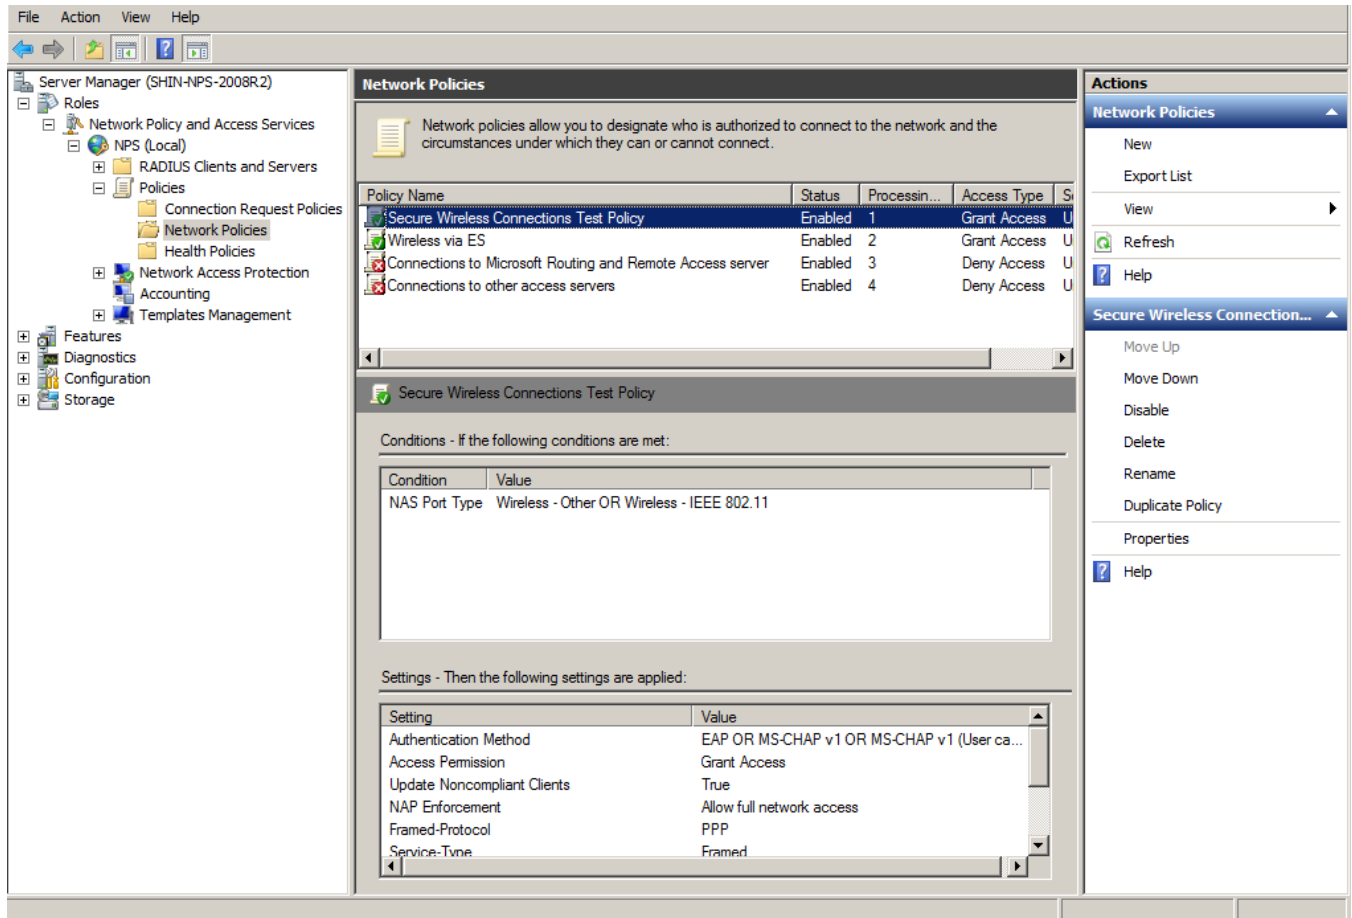 File Action View Help
Server Manager (SHIN-NPS-2008R2)
Roles
Network Policy and Access Services
NPS (Local)
RADIUS Clients and Servers
Policies
Connection Request Policies
Network Policies
Health Policies
Network Access Protection
Accounting
Templates Management
Features
Diagnostics
Configuration
Storage
Network Policies
Network policies allow you to designate who is authorized to connect to the network and the
circumstances under which they can or cannot connect.
Policy Name Status Processin... Access Type So
Secure Wireless Connections Test Policy Enabled 1 Grant Access U
Wireless via ES Enabled 2 Grant Access U
Connections to Microsoft Routing and Remote Access server Enabled 3 Deny Access U
Connections to other access servers Enabled 4 Deny Access U
Secure Wireless Connections Test Policy
Conditions - If the following conditions are met:
Condition Value
NAS Port Type Wireless - Other OR Wireless - IEEE 802.11
Settings - Then the following settings are applied:
Setting Value
Authentication Method EAP OR MS-CHAP v1 OR MS-CHAP v1 (User ca...
Access Permission Grant Access
Update Noncompliant Clients True
NAP Enforcement Allow full network access
Framed-Protocol PPP
Service-Type Framed
Actions
Network Policies
New
Export List
View
Refresh
Help
Secure Wireless Connection...
Move Up
Move Down
Disable
Delete
Rename
Duplicate Policy
Properties
Help